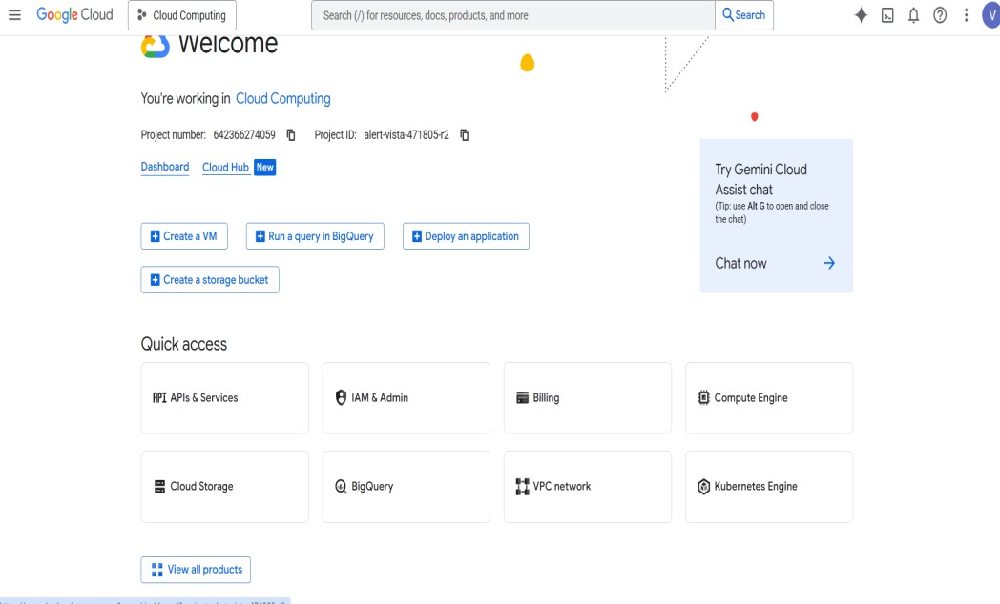 Google Cloud
Cloud Computing
Search (/) for resources, docs, products, and more
Search
V
Welcome
You're working in Cloud Computing
Project number: 642366274059 Project ID: alert-vista-471805-r2
Dashboard Cloud Hub New
Try Gemini Cloud
Assist chat
(Tip: use Alt G to open and close
the chat)
Chat now
Create a VM
Run a query in BigQuery
Deploy an application
Create a storage bucket
Quick access
API APIs & Services
IAM & Admin
Billing
Compute Engine
Cloud Storage
BigQuery
VPC network
Kubernetes Engine
View all products